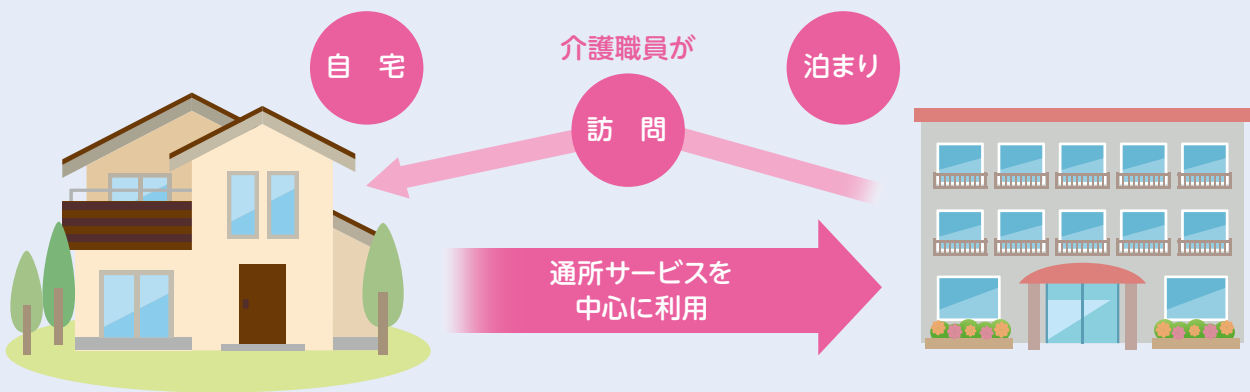 自　宅
介護職員が
訪　問
泊まり
通所サービスを
中心に利用